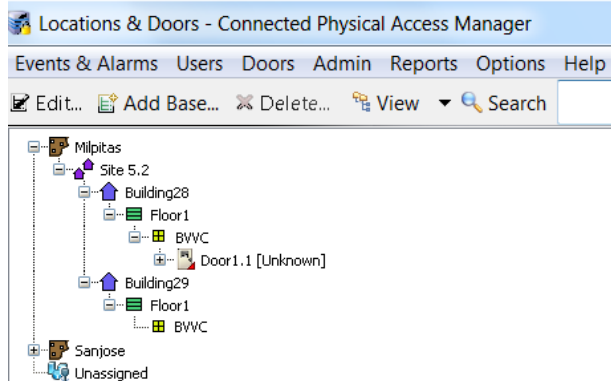 Locations & Doors - Connected Physical Access Manager
Events & Alarms Users Doors Admin Reports Options Help
Edit... Add Base... Delete... View Search
Milpitas
Site 5.2
Building28
Floor1
BVVC
Door1.1 [Unknown]
Building29
Floor1
BVVC
Sanjose
Unassigned